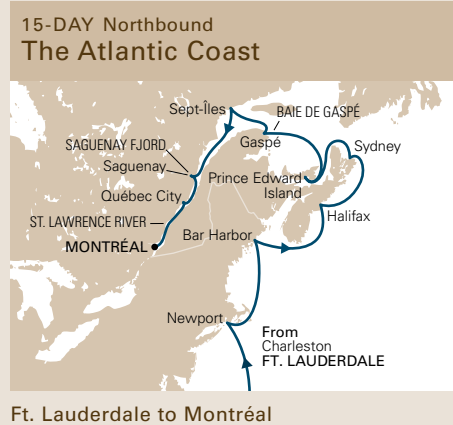 15-DAY Northbound
The Atlantic Coast
Sept-Îles
BAIE DE GASPÉ
SAGUENAY FJORD
Gaspé
Sydney
Saguenay
Prince Edward
Island
Québec City
Halifax
ST. LAWRENCE RIVER
Bar Harbor
MONTRÉAL
Newport
From
Charleston
FT. LAUDERDALE
Ft. Lauderdale to Montréal